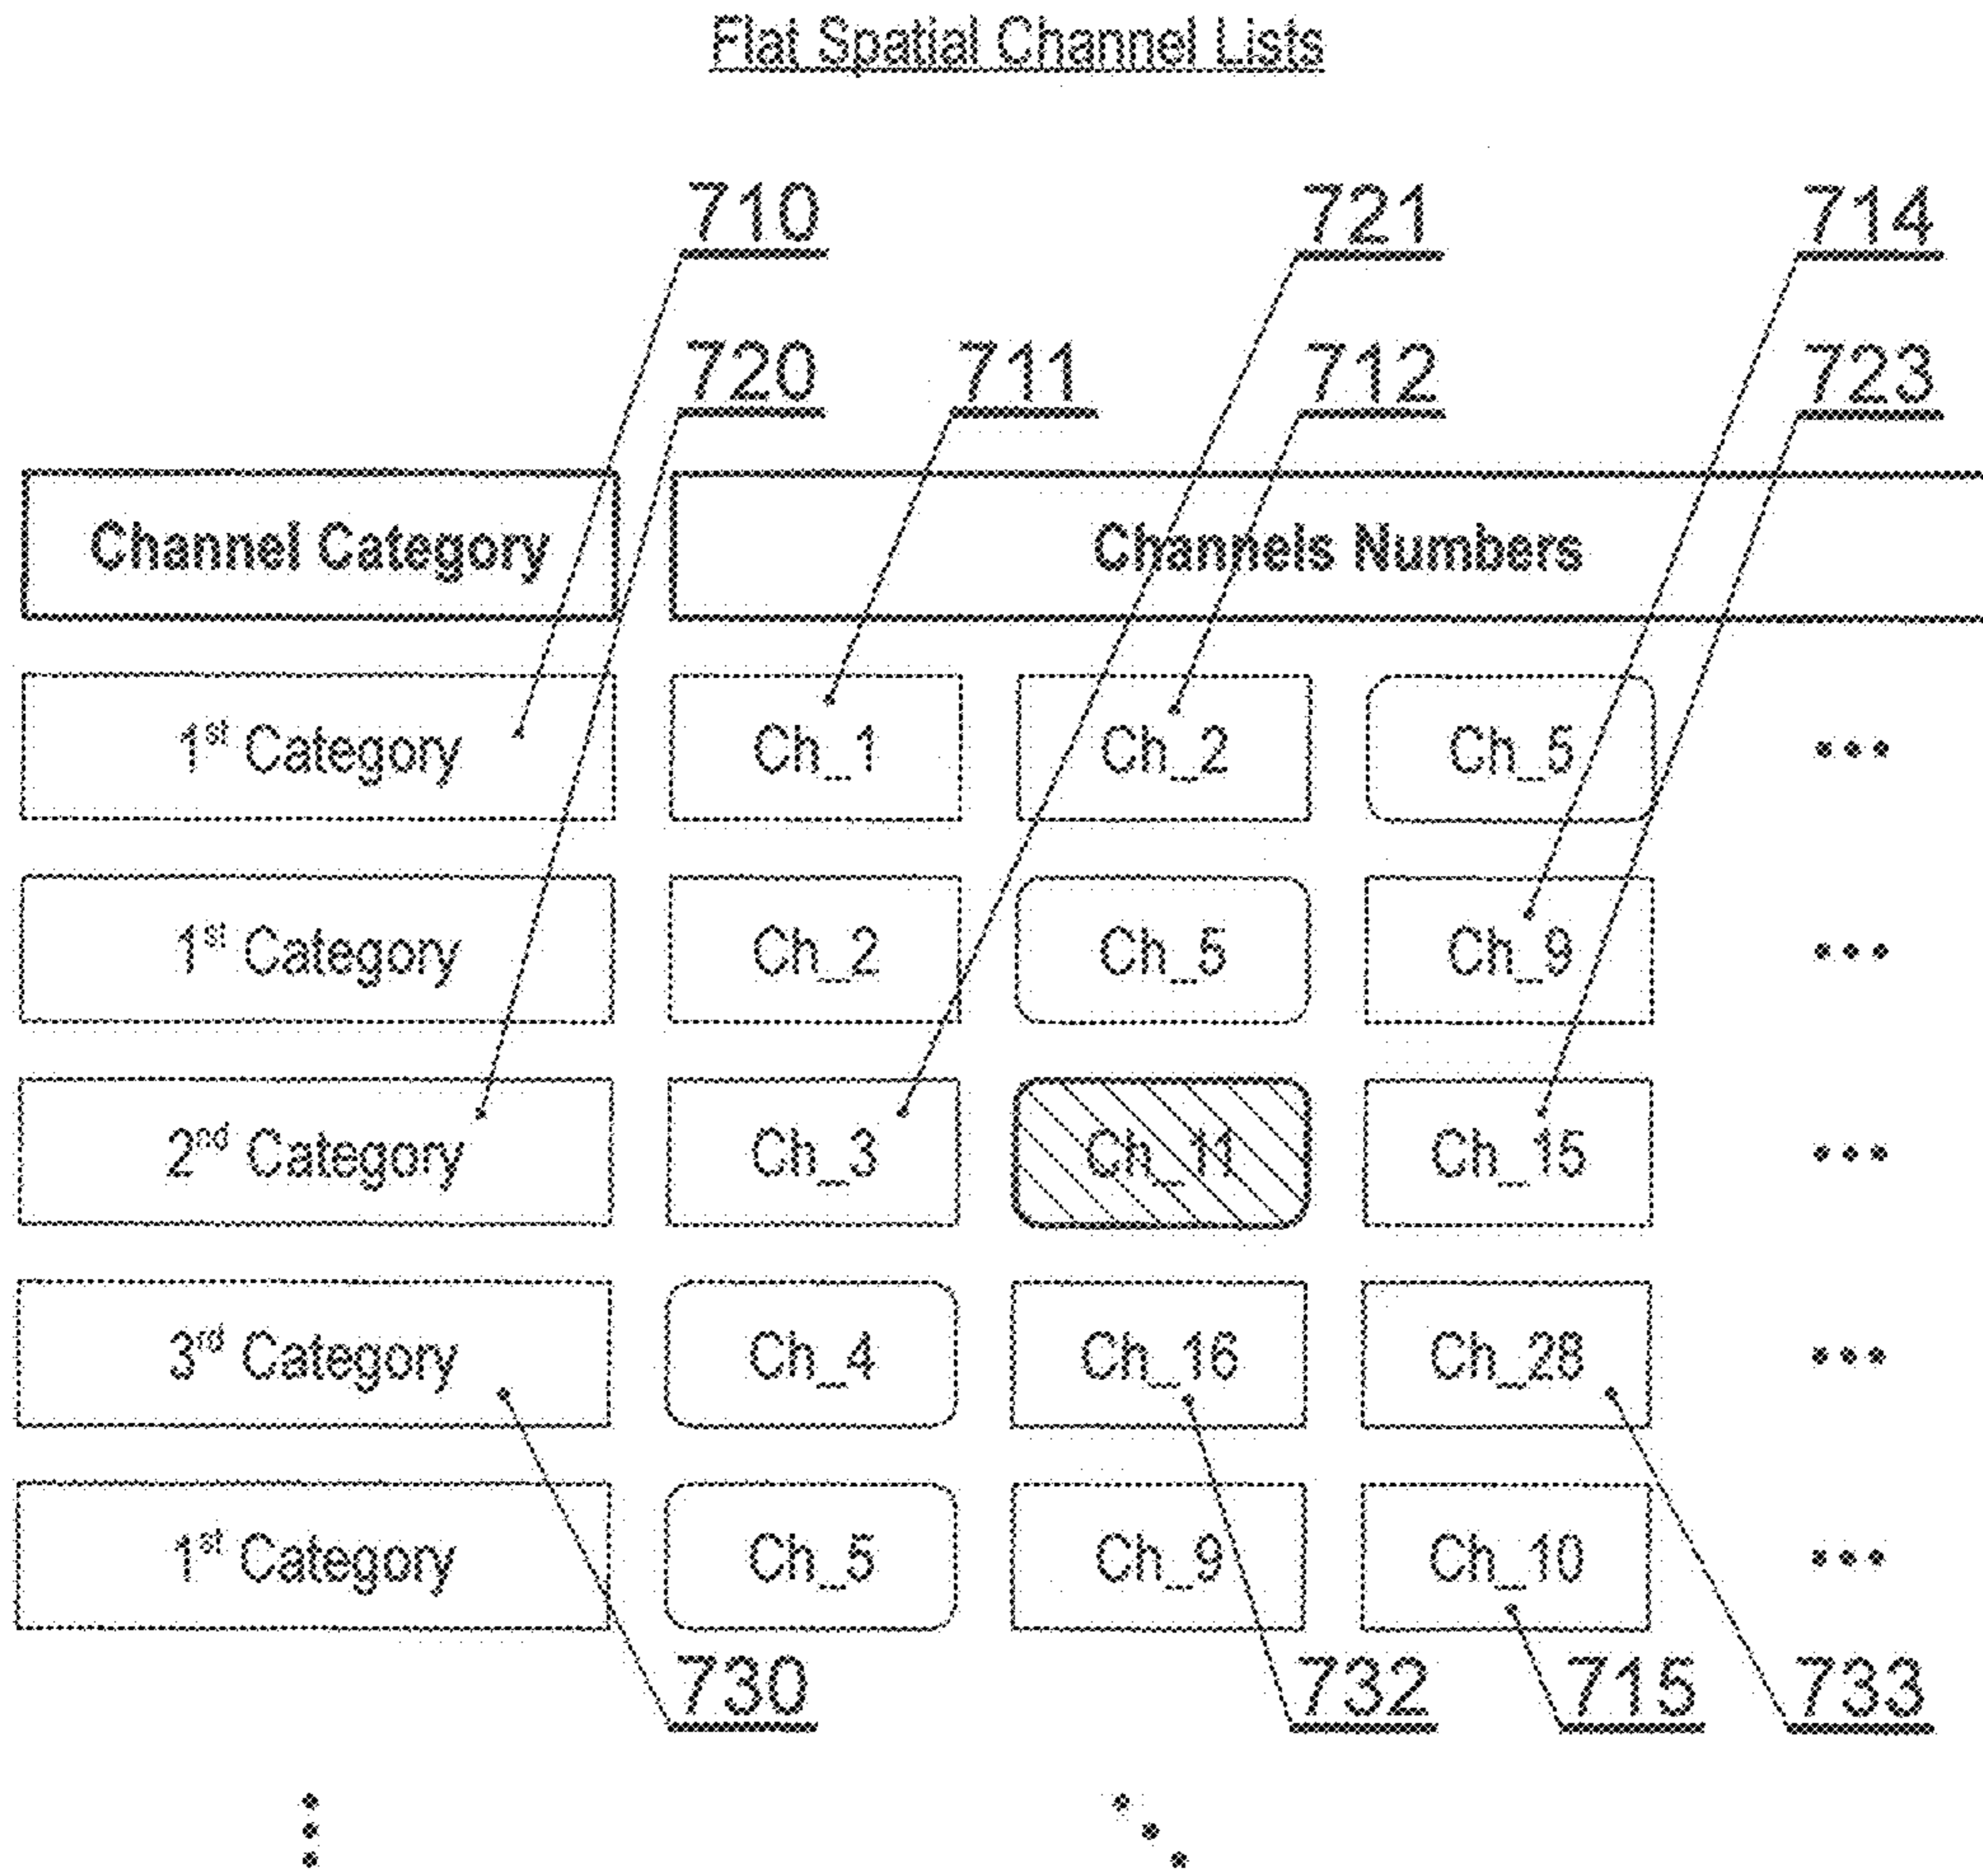 Flat Spatial Channel Lists
710 721 714
720 711 712 723
Channel Category Channels Numbers
1st Category Ch_1 Ch_2 Ch_5 •••
1st Category Ch_2 Ch_5 Ch_9 •••
2nd Category Ch_3 Ch_11 Ch_15 •••
3rd Category Ch_4 Ch_16 Ch_28 •••
1st Category Ch_5 Ch_9 Ch_10 •••
730 732 715 733